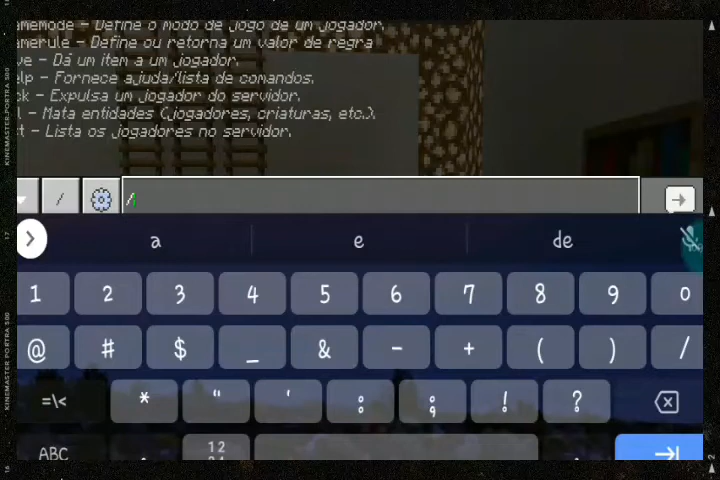 amemode - Define o modo de jogo de um jogador.
amerule - Define ou retorna um valor de regra
ve - Dá um item a um jogador.
elp - Fornece ajuda/lista de comandos.
ck - Expulsa um jogador do servidor.
l - Mata entidades (jogadores, criaturas, etc.).
st - Lista os jogadores no servidor.
/ /
a e de
1 2 3 4 5 6 7 8 9 0
@ # $ _ & - + ( ) /
=\< * " ' : ; ! ?
ABC , 12 .
KINEMASTER PORTRA 500
17
KINEMASTER PORTRA 500